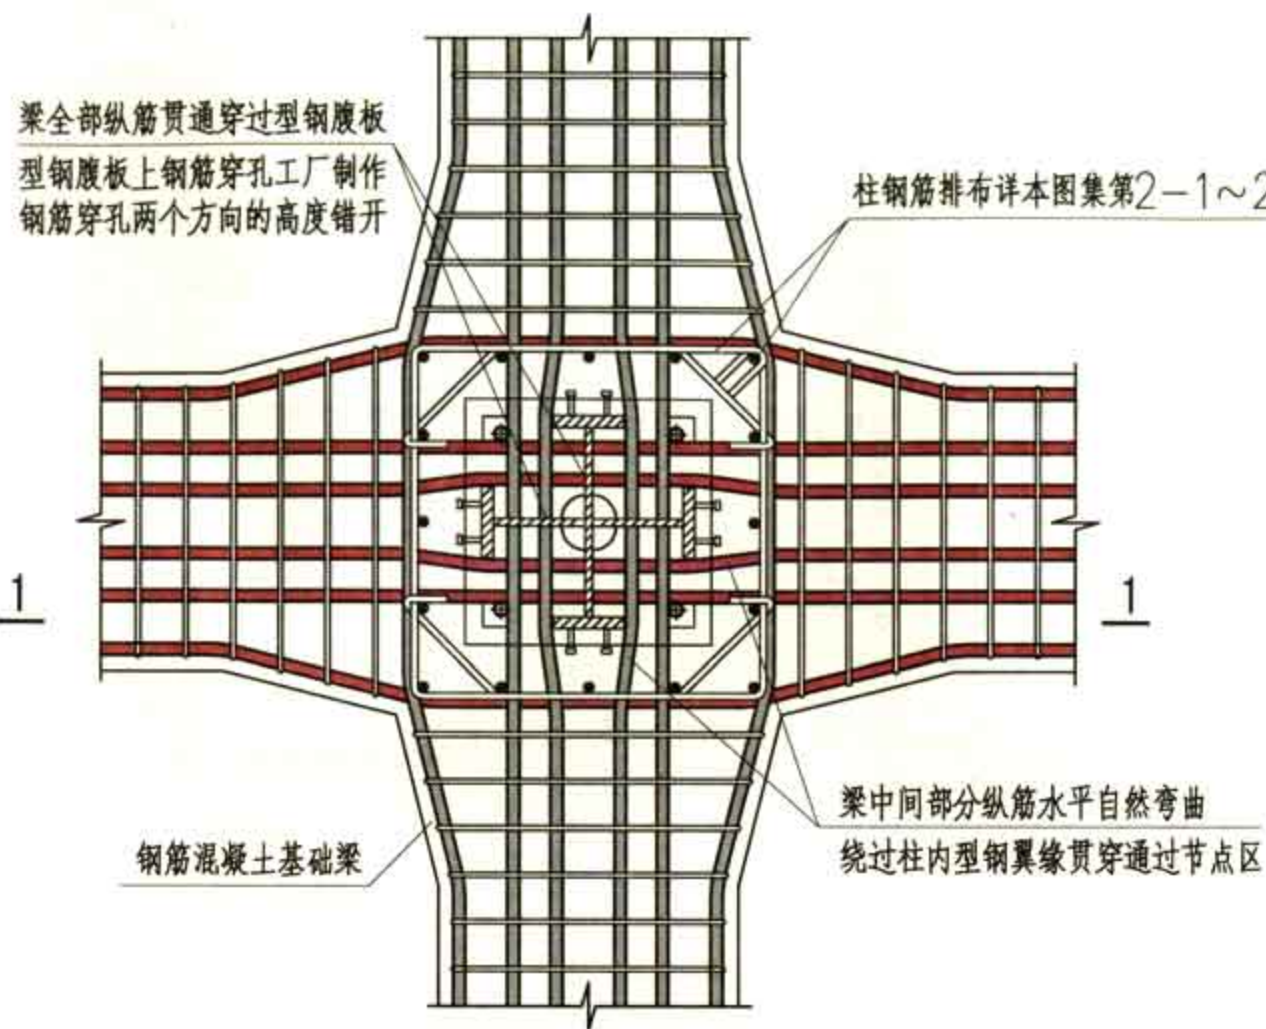 梁全部纵筋贯通穿过型钢腹板
型钢腹板上钢筋穿孔工厂制作
钢筋穿孔两个方向的高度错开
柱钢筋排布详本图集第2-1~2
1
1
梁中间部分纵筋水平自然弯曲
绕过柱内型钢翼缘贯穿通过节点区
钢筋混凝土基础梁